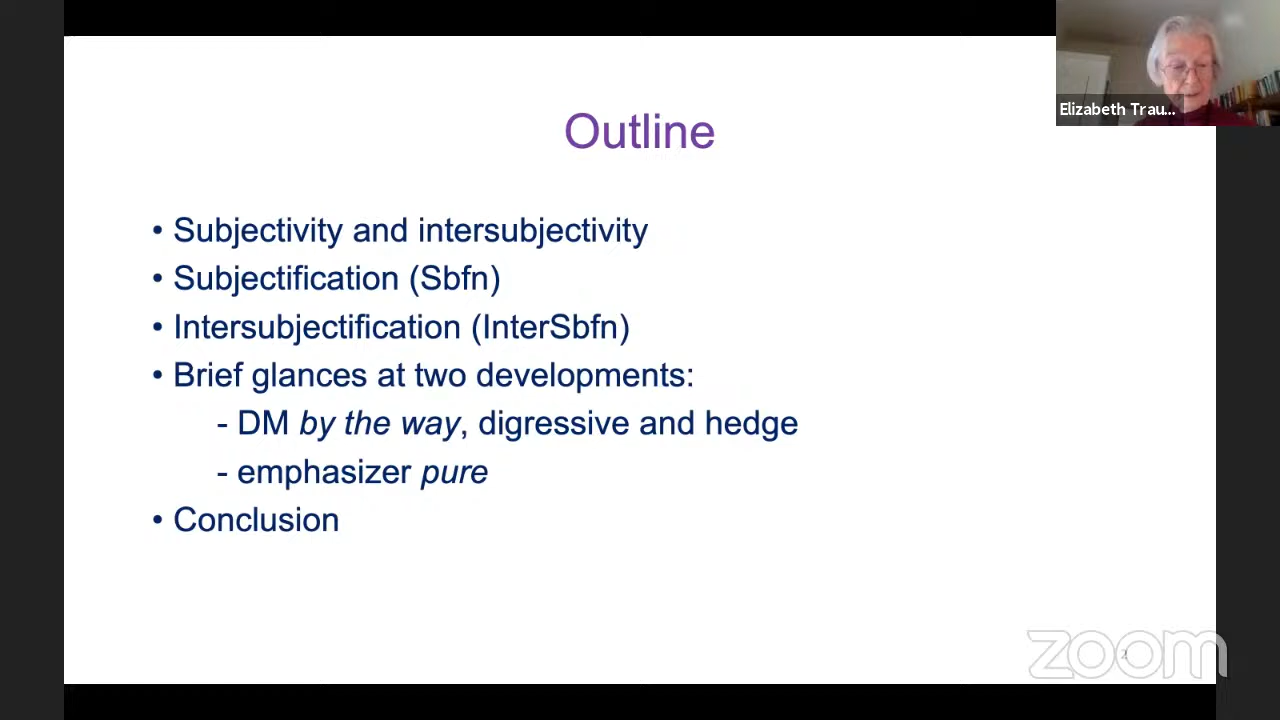 Elizabeth Trau...
Outline
• Subjectivity and intersubjectivity
• Subjectification (Sbfn)
• Intersubjectification (InterSbfn)
• Brief glances at two developments:
- DM by the way, digressive and hedge
- emphasizer pure
• Conclusion
zoom
2